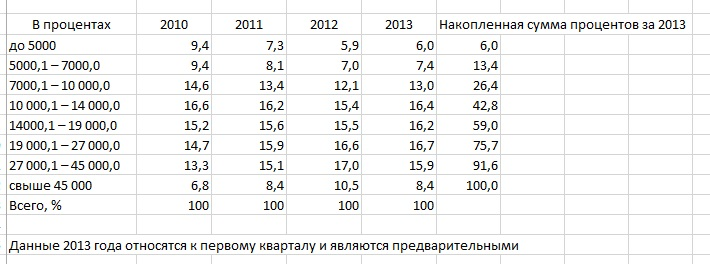 В процентах 2010 2011 2012 2013 Накопленная сумма процентов за 2013
до 5000 9,4 7,3 5,9 6,0 6,0
5000,1 – 7000,0 9,4 8,1 7,0 7,4 13,4
7000,1 – 10 000,0 14,6 13,4 12,1 13,0 26,4
10 000,1 – 14 000,0 16,6 16,2 15,4 16,4 42,8
14000,1 – 19 000,0 15,2 15,6 15,5 16,2 59,0
19 000,1 – 27 000,0 14,7 15,9 16,6 16,7 75,7
27 000,1 – 45 000,0 13,3 15,1 17,0 15,9 91,6
свыше 45 000 6,8 8,4 10,5 8,4 100,0
Всего, % 100 100 100 100
Данные 2013 года относятся к первому кварталу и являются предварительными